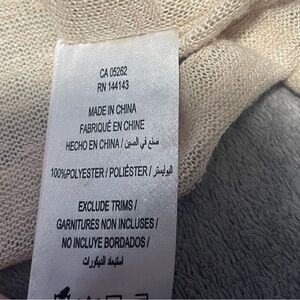 CA 05262
RN 144143
MADE IN CHINA
FABRIQUÉ EN CHINE
HECHO EN CHINA / صنع في الصين
100%POLYESTER / POLIÉSTER / البوليستر
EXCLUDE TRIMS /
GARNITURES NON INCLUSES /
NO INCLUYE BORDADOS /
استبعاد الديكورات